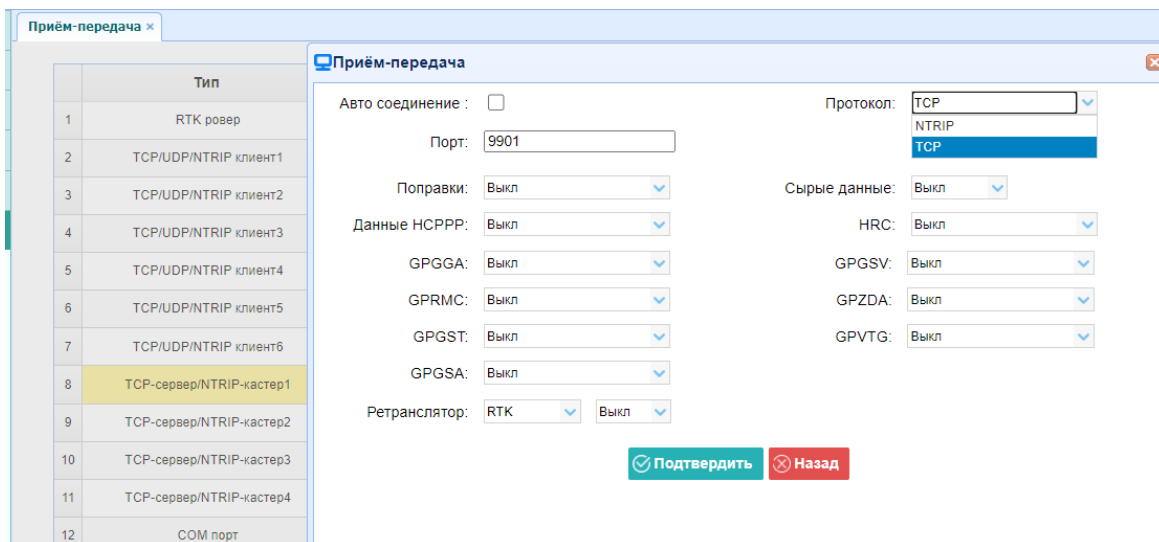 Приём-передача ×
Приём-передача
Тип
Авто соединение :
Протокол: TCP
NTRIP
TCP
1 RTK ровер
Порт: 9901
2 TCP/UDP/NTRIP клиент1
3 TCP/UDP/NTRIP клиент2
Поправки: Выкл
Сырые данные: Выкл
4 TCP/UDP/NTRIP клиент3
Данные HCPPP: Выкл
HRC: Выкл
5 TCP/UDP/NTRIP клиент4
GPGGA: Выкл
GPGSV: Выкл
6 TCP/UDP/NTRIP клиент5
GPRMC: Выкл
GPZDA: Выкл
7 TCP/UDP/NTRIP клиент6
GPGST: Выкл
GPVTG: Выкл
8 TCP-сервер/NTRIP-кастер1
GPGSA: Выкл
9 TCP-сервер/NTRIP-кастер2
Ретранслятор: RTK Выкл
10 TCP-сервер/NTRIP-кастер3
Подтвердить
Назад
11 TCP-сервер/NTRIP-кастер4
12 COM порт